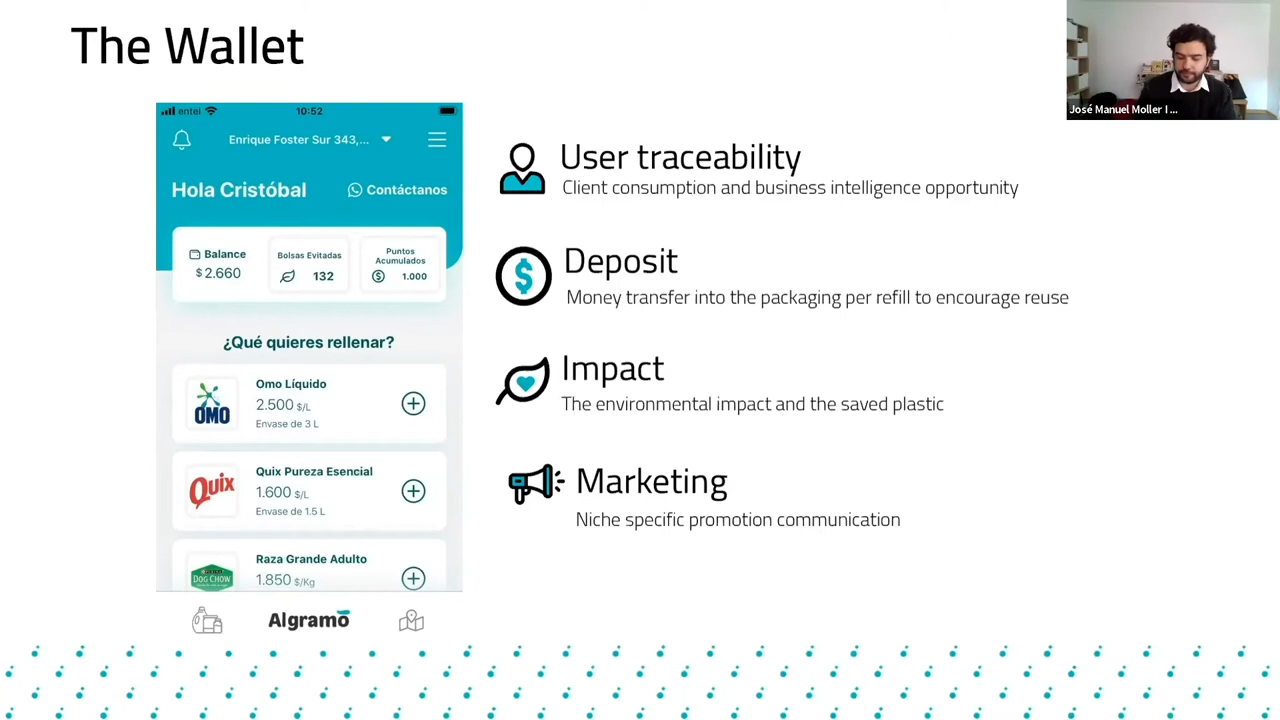 The Wallet
José Manuel Moller I ...
entel
10:52
Enrique Foster Sur 343,...
Hola Cristóbal
Contáctanos
Balance
$ 2.660
Bolsas Evitadas
132
Puntos
Acumulados
1.000
¿Qué quieres rellenar?
OMO
Omo Líquido
2.500 $/L
Envase de 3 L
Quix
Quix Pureza Esencial
1.600 $/L
Envase de 1.5 L
DOG CHOW
Raza Grande Adulto
1.850 $/Kg
Algramo
User traceability
Client consumption and business intelligence opportunity
$
Deposit
Money transfer into the packaging per refill to encourage reuse
Impact
The environmental impact and the saved plastic
Marketing
Niche specific promotion communication